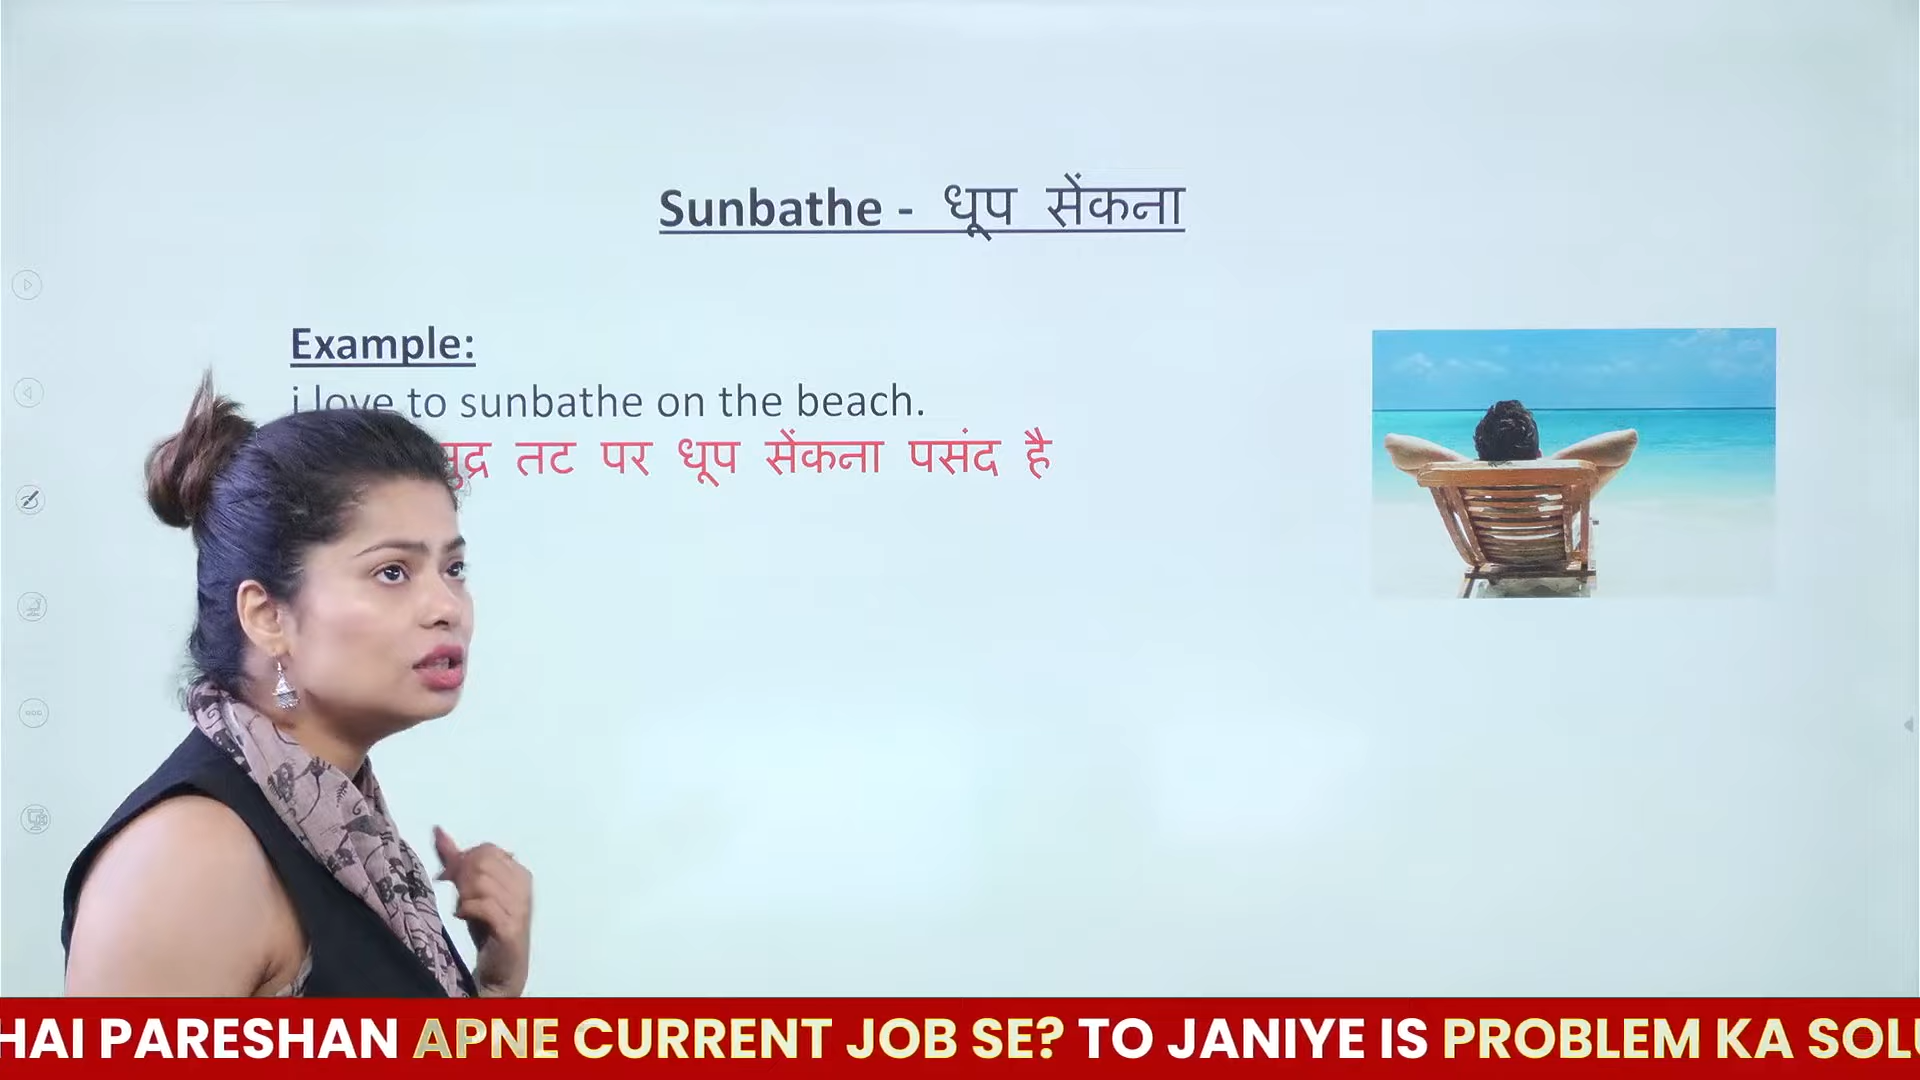 Sunbathe - धूप सेंकना
Example:
i love to sunbathe on the beach.
तट पर धूप सेंकना पसंद है
HAI PARESHAN APNE CURRENT JOB SE? TO JANIYE IS PROBLEM KA